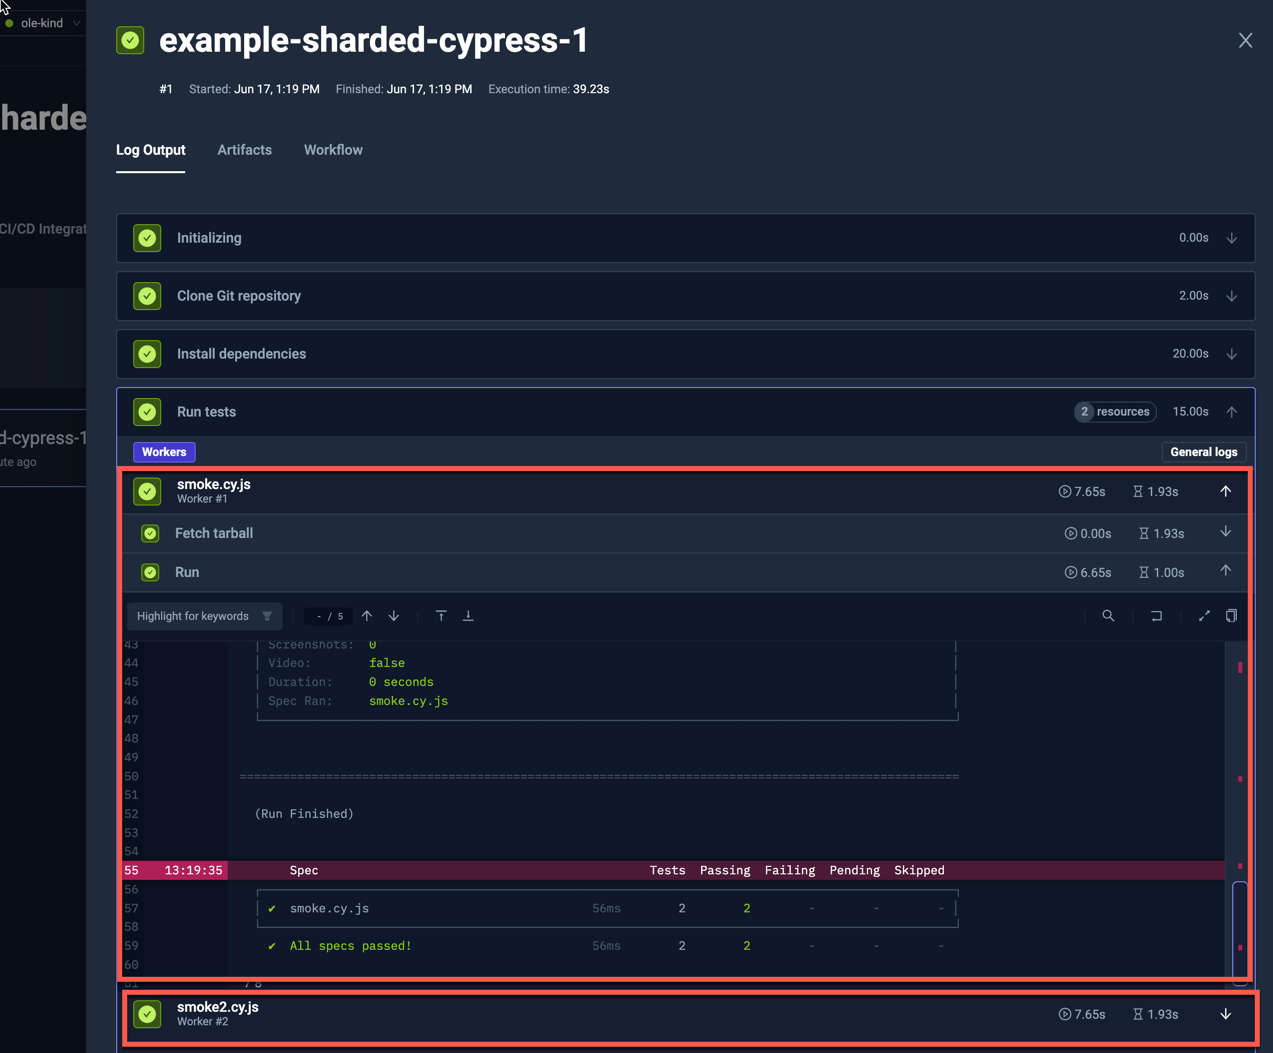 ole-kind
example-sharded-cypress-1
#1 Started: Jun 17, 1:19 PM Finished: Jun 17, 1:19 PM Execution time: 39.23s
harde
Log Output Artifacts Workflow
CI/CD Integrat
Initializing 0.00s
Clone Git repository 2.00s
Install dependencies 20.00s
Run tests 2 resources 15.00s
d-cypress-1
ute ago
Workers General logs
smoke.cy.js 7.65s 1.93s
Worker #1
Fetch tarball 0.00s 1.93s
Run 6.65s 1.00s
Highlight for keywords - / 5
43 Screenshots: 0
44 Video: false
45 Duration: 0 seconds
46 Spec Ran: smoke.cy.js
47
48
49
50 ====================================================================================================
51
52 (Run Finished)
53
54
55 13:19:35 Spec Tests Passing Failing Pending Skipped
56
57 ✔ smoke.cy.js 56ms 2 2 - - -
58
59 ✔ All specs passed! 56ms 2 2 - - -
60
61
smoke2.cy.js 7.65s 1.93s
Worker #2